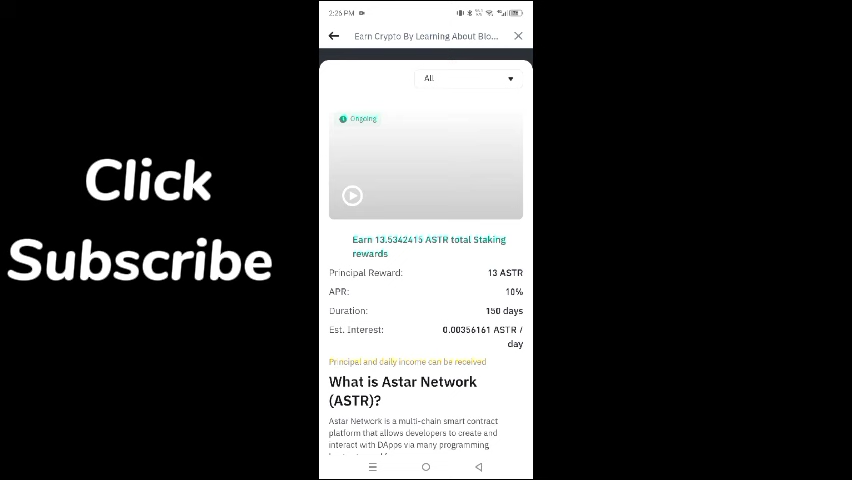 2:26 PM
Earn Crypto By Learning About Blo...
All
Ongoing
Earn 13.5342415 ASTR total Staking
rewards
Principal Reward: 13 ASTR
APR: 10%
Duration: 150 days
Est. Interest: 0.00356161 ASTR /
day
Principal and daily income can be received
What is Astar Network
(ASTR)?
Astar Network is a multi-chain smart contract
platform that allows developers to create and
interact with DApps via many programming
Click
Subscribe